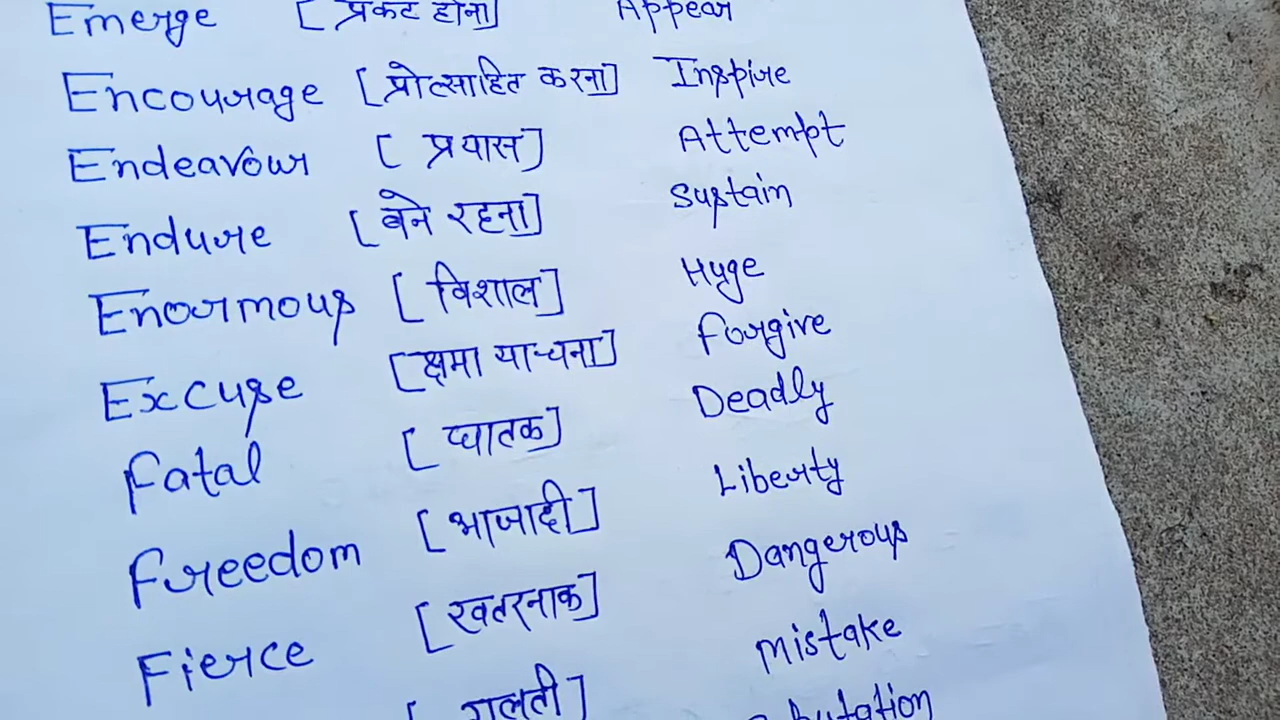 Emerge [प्रकट होना] Appear
Encourage [प्रोत्साहित करना] Inspire
Endeavour [प्रयास] Attempt
Endure [बने रहना] Sustain
Enormous [विशाल] Huge
Excuse [क्षमा याचना] Forgive
Fatal [घातक] Deadly
Freedom [आजादी] Liberty
Fierce [खतरनाक] Dangerous
[गलती] Mistake